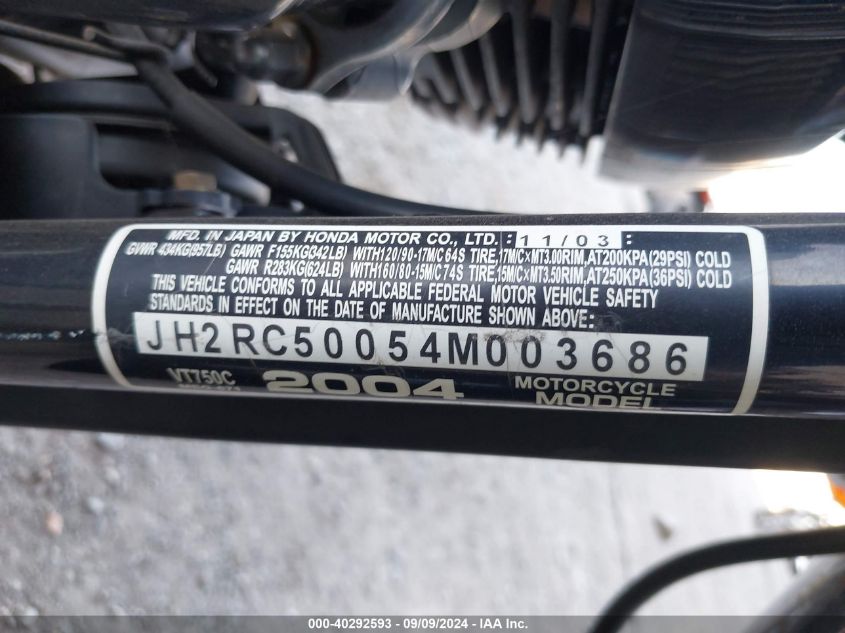 MFD. IN JAPAN BY HONDA MOTOR CO., LTD. : 11/03 :
GVWR 434KG(957LB) GAWR F155KG(342LB) WITH120/90-17M/C 64S TIRE,17M/C×MT3.00RIM,AT200KPA(29PSI) COLD
GAWR R283KG(624LB) WITH160/80-15M/C74S TIRE,15M/C×MT3.50RIM,AT250KPA(36PSI) COLD
THIS VEHICLE CONFORMS TO ALL APPLICABLE FEDERAL MOTOR VEHICLE SAFETY
STANDARDS IN EFFECT ON THE DATE OF MANUFACTURE SHOWN ABOVE:
JH2RC50054M003686
VT750C 2004 MOTORCYCLE
MODEL
000-40292593 - 09/09/2024 - IAA Inc.